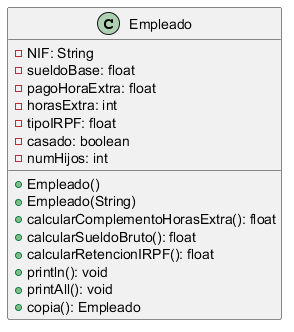 C Empleado
NIF: String
sueldoBase: float
pagoHoraExtra: float
horasExtra: int
tipoIRPF: float
casado: boolean
numHijos: int
Empleado()
Empleado(String)
calcularComplementoHorasExtra(): float
calcularSueldoBruto(): float
calcularRetencionIRPF(): float
println(): void
printAll(): void
copia(): Empleado